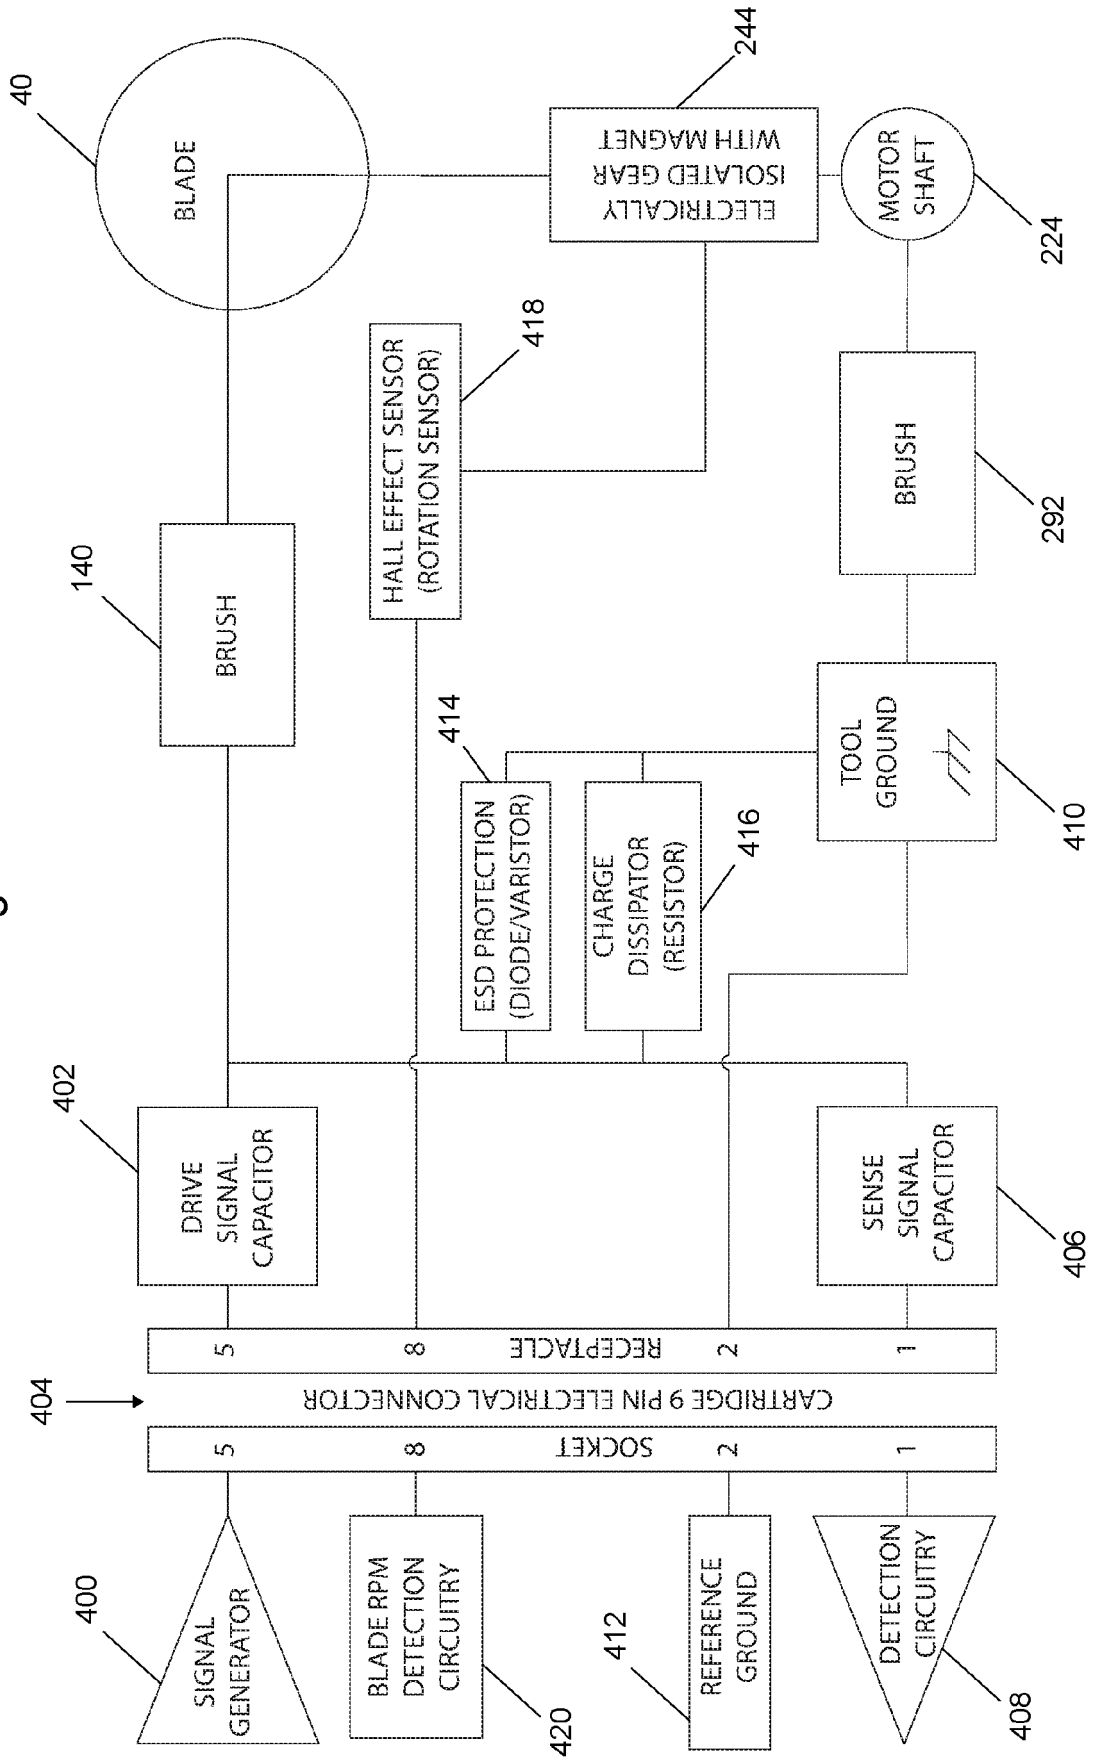 40
BLADE
244
ELECTRICALLY
ISOLATED GEAR
WITH MAGNET
MOTOR
SHAFT
224
418
HALL EFFECT SENSOR
(ROTATION SENSOR)
140
BRUSH
BRUSH
292
414
ESD PROTECTION
(DIODE/VARISTOR)
416
CHARGE
DISSIPATOR
(RESISTOR)
TOOL
GROUND
410
402
DRIVE
SIGNAL
CAPACITOR
SENSE
SIGNAL
CAPACITOR
406
5
8
RECEPTACLE
2
1
404
CARTRIDGE 9 PIN ELECTRICAL CONNECTOR
5
8
SOCKET
2
1
400
SIGNAL
GENERATOR
BLADE RPM
DETECTION
CIRCUITRY
420
412
REFERENCE
GROUND
DETECTION
CIRCUITRY
408